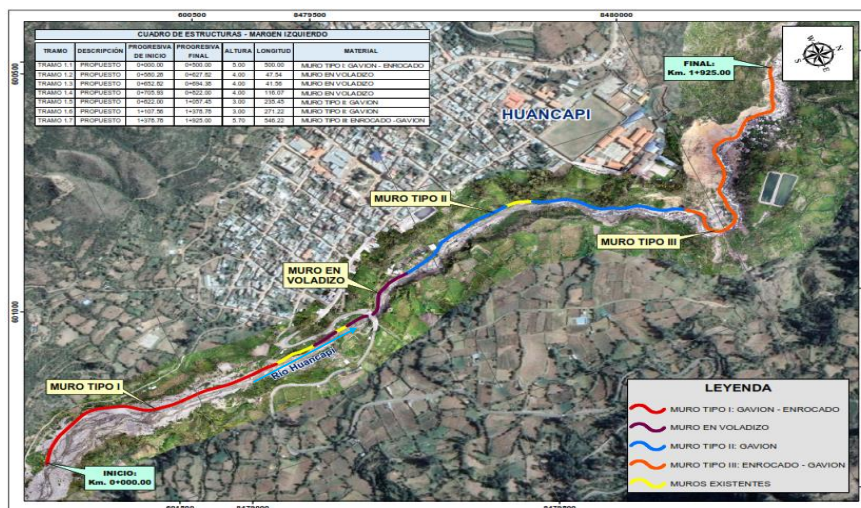 600500 8479500 8480000
CUADRO DE ESTRUCTURAS - MARGEN IZQUIERDO
TRAMO DESCRIPCIÓN PROGRESIVA DE INICIO PROGRESIVA FINAL ALTURA LONGITUD MATERIAL
TRAMO 1.1 PROPUESTO 0+000.00 0+500.00 5.00 500.00 MURO TIPO I: GAVION - ENROCADO
TRAMO 1.2 PROPUESTO 0+580.28 0+627.82 4.00 47.54 MURO EN VOLADIZO
TRAMO 1.3 PROPUESTO 0+652.82 0+694.38 4.00 41.56 MURO EN VOLADIZO
TRAMO 1.4 PROPUESTO 0+705.93 0+822.00 4.00 116.07 MURO EN VOLADIZO
TRAMO 1.5 PROPUESTO 0+822.00 1+057.45 3.00 235.45 MURO TIPO II: GAVION
TRAMO 1.6 PROPUESTO 1+107.56 1+378.78 3.00 271.22 MURO TIPO II: GAVION
TRAMO 1.7 PROPUESTO 1+378.78 1+925.00 5.70 546.22 MURO TIPO III: ENROCADO - GAVION
600500
FINAL:
Km. 1+925.00
N
W
E
S
HUANCAPI
MURO TIPO II
MURO TIPO III
MURO EN
VOLADIZO
601000
Río Huancapi
MURO TIPO I
INICIO:
Km. 0+000.00
LEYENDA
MURO TIPO I: GAVION - ENROCADO
MURO EN VOLADIZO
MURO TIPO II: GAVION
MURO TIPO III: ENROCADO - GAVION
MUROS EXISTENTES
601500 8479000 8479500